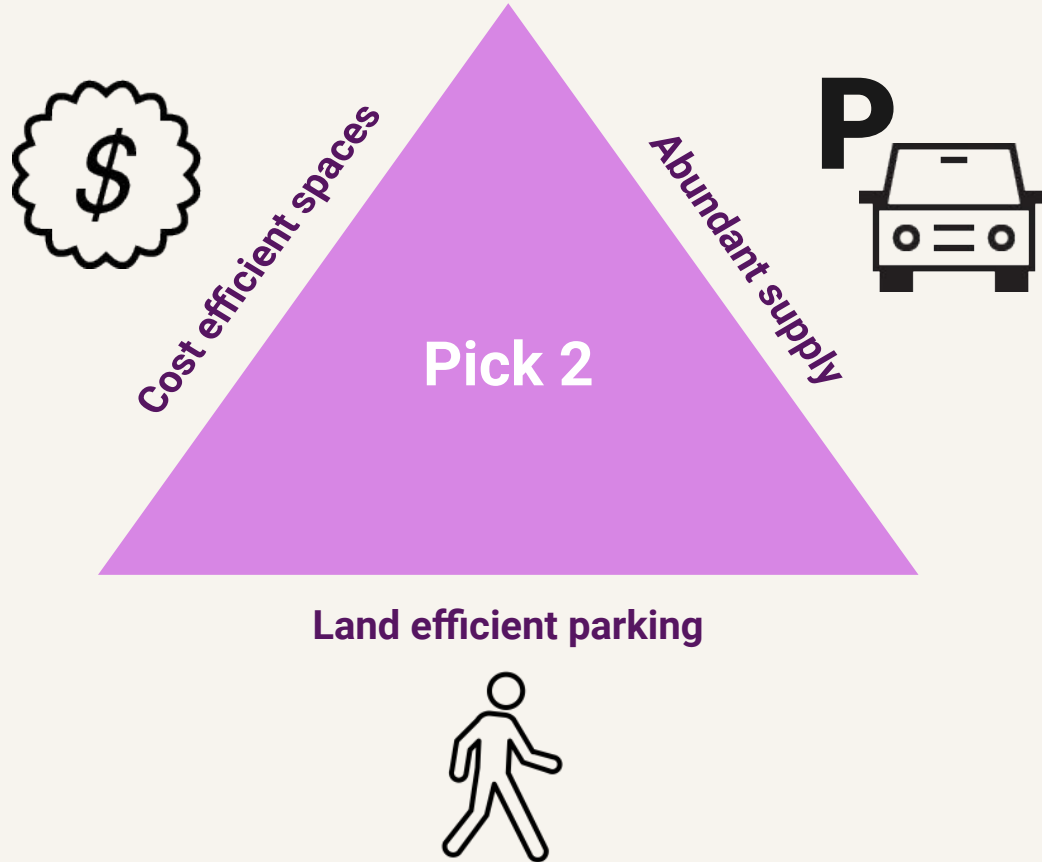 $
P
Cost efficient spaces
Abundant supply
Pick 2
Land efficient parking